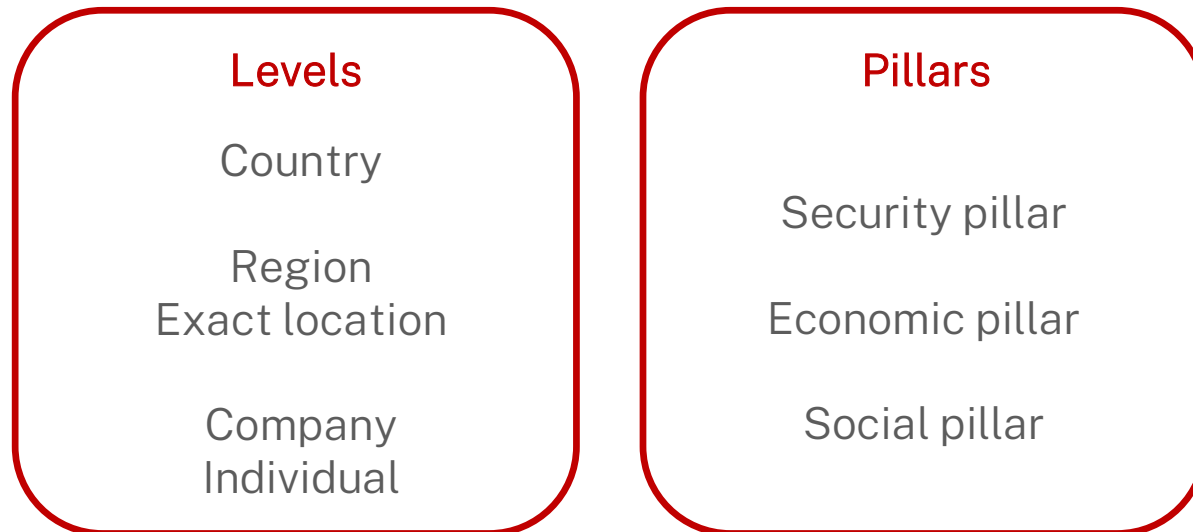 Levels
Country
Region
Exact location
Company
Individual
Pillars
Security pillar
Economic pillar
Social pillar